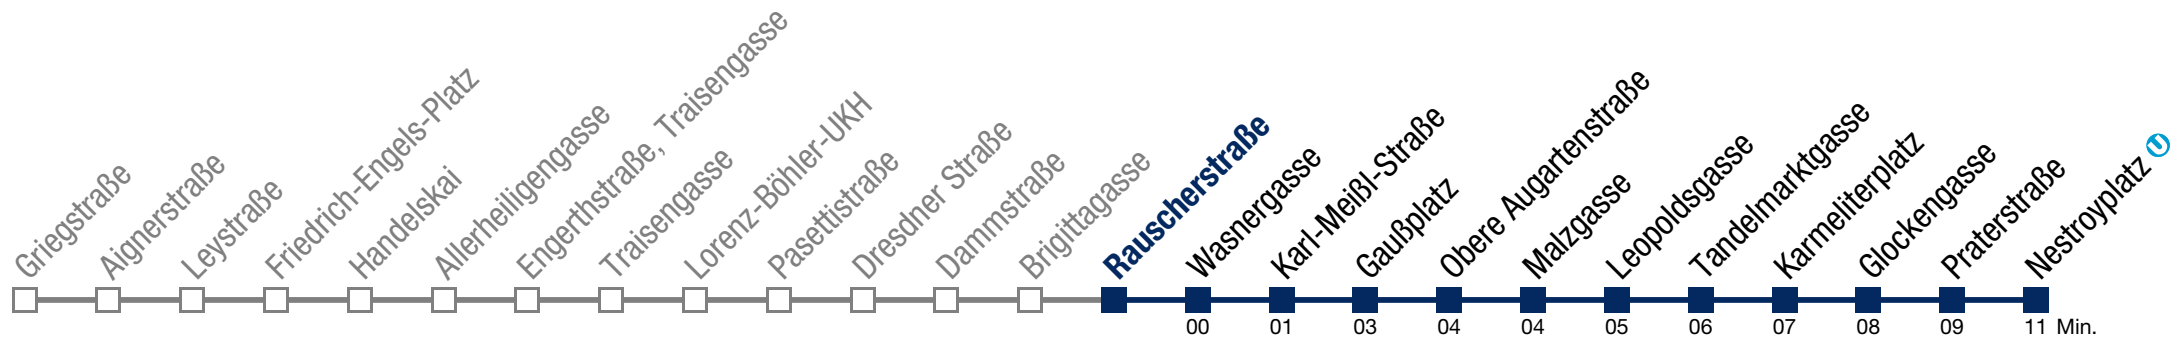 Griegstraße
Aignerstraße
Leystraße
Friedrich-Engels-Platz
Handelskai
Allerheiligengasse
Engerthstraße, Traisengasse
Traisengasse
Lorenz-Böhler-UKH
Pasettistraße
Dresdner Straße
Dammstraße
Brigittagasse
Rauscherstraße
Wasnergasse
Karl-Meißl-Straße
Gaußplatz
Obere Augartenstraße
Malzgasse
Leopoldsgasse
Tandelmarktgasse
Karmeliterplatz
Glockengasse
Praterstraße
Nestroyplatz U
00 01 03 04 04 05 06 07 08 09 11 Min.